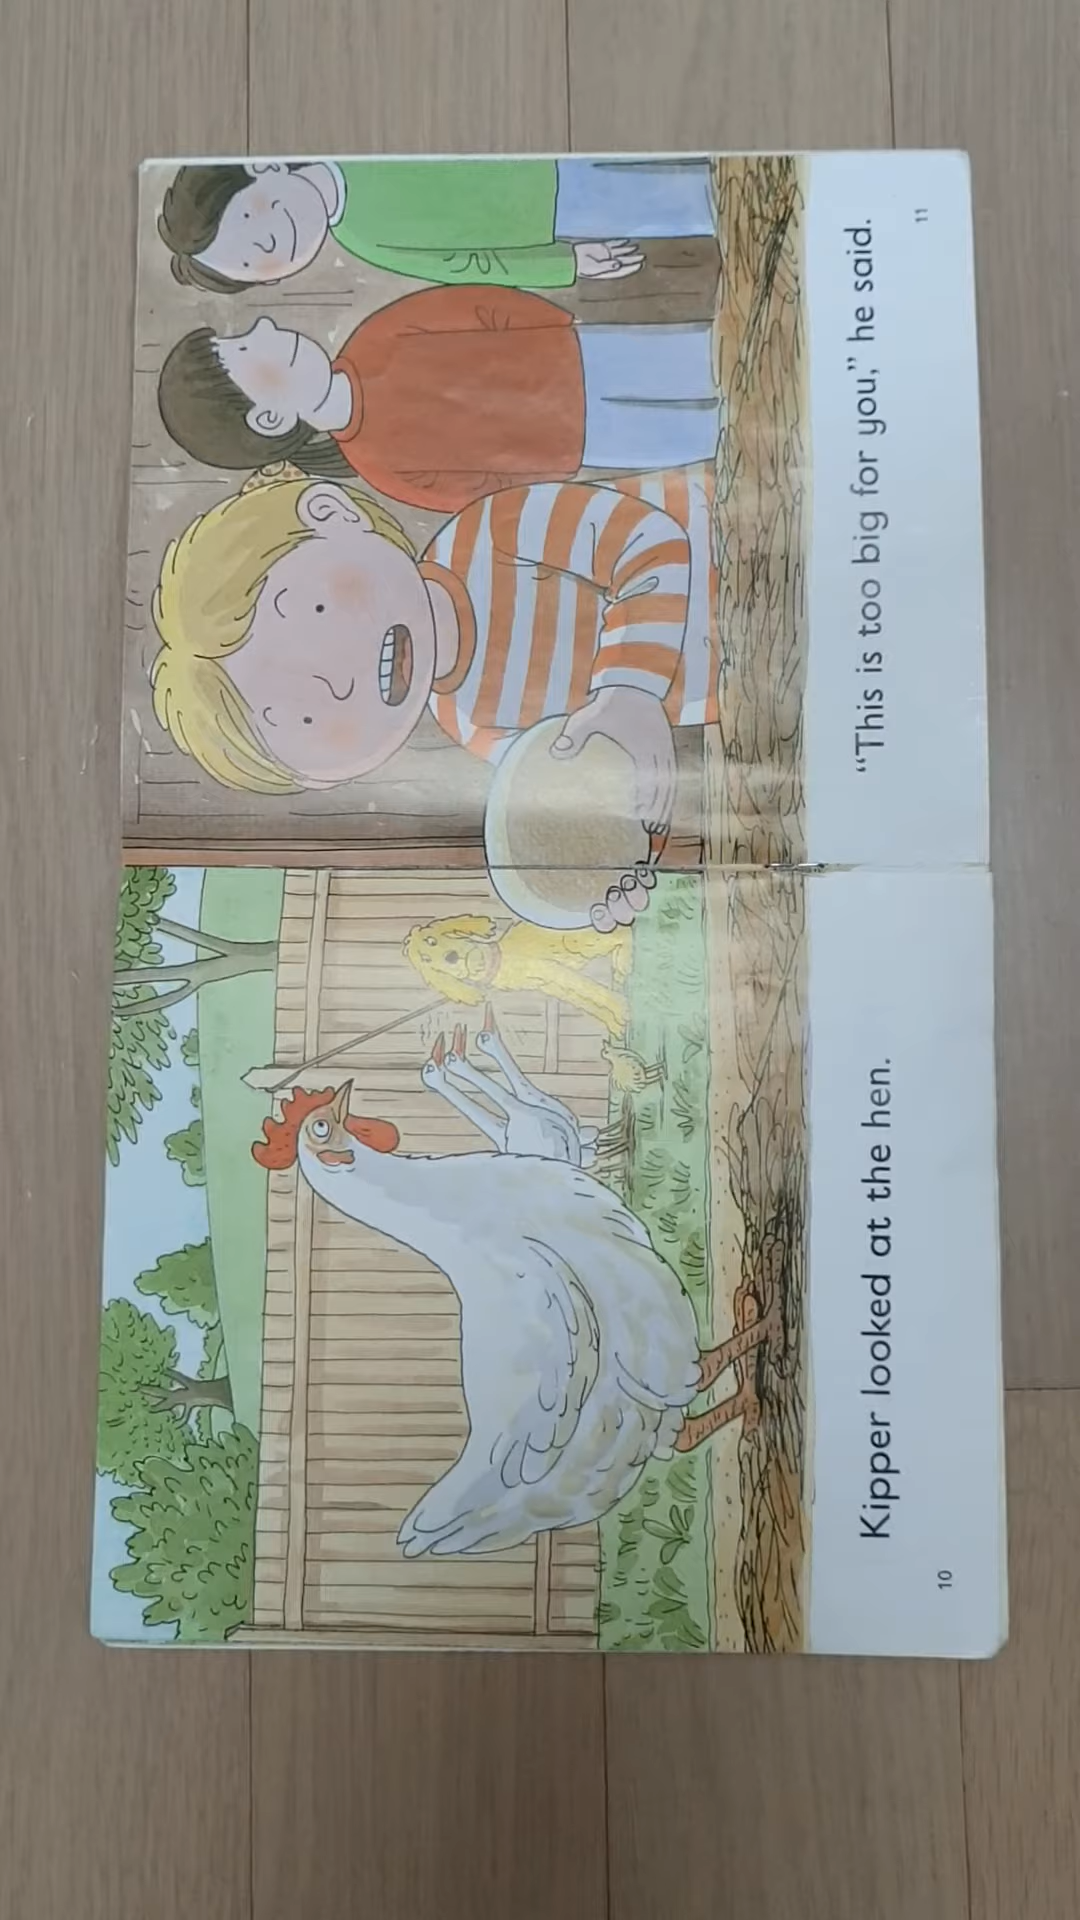 Kipper looked at the hen.
10
“This is too big for you,” he said.
11